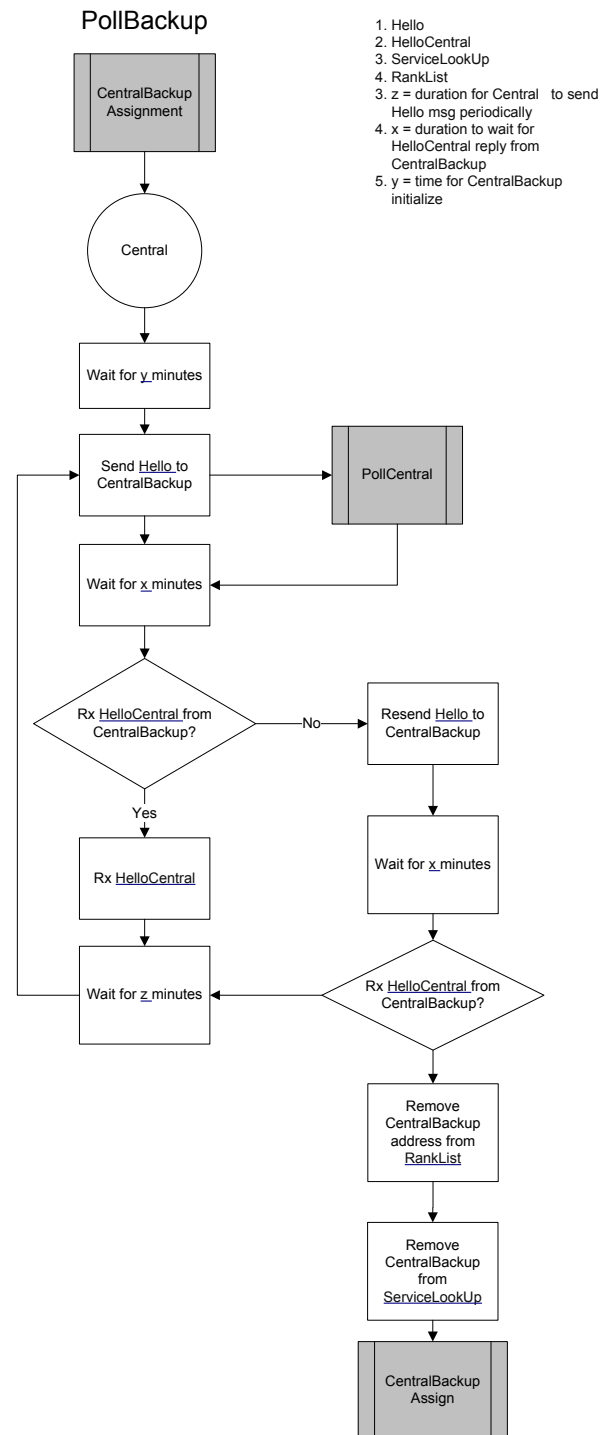 PollBackup
1. Hello
2. HelloCentral
3. ServiceLookUp
4. RankList
3. z = duration for Central to send
Hello msg periodically
4. x = duration to wait for
HelloCentral reply from
CentralBackup
5. y = time for CentralBackup
initialize
CentralBackup
Assignment
Central
Wait for y minutes
Send Hello to
CentralBackup
PollCentral
Wait for x minutes
Rx HelloCentral from
CentralBackup?
No
Resend Hello to
CentralBackup
Yes
Rx HelloCentral
Wait for x minutes
Wait for z minutes
Rx HelloCentral from
CentralBackup?
Remove
CentralBackup
address from
RankList
Remove
CentralBackup
from
ServiceLookUp
CentralBackup
Assign